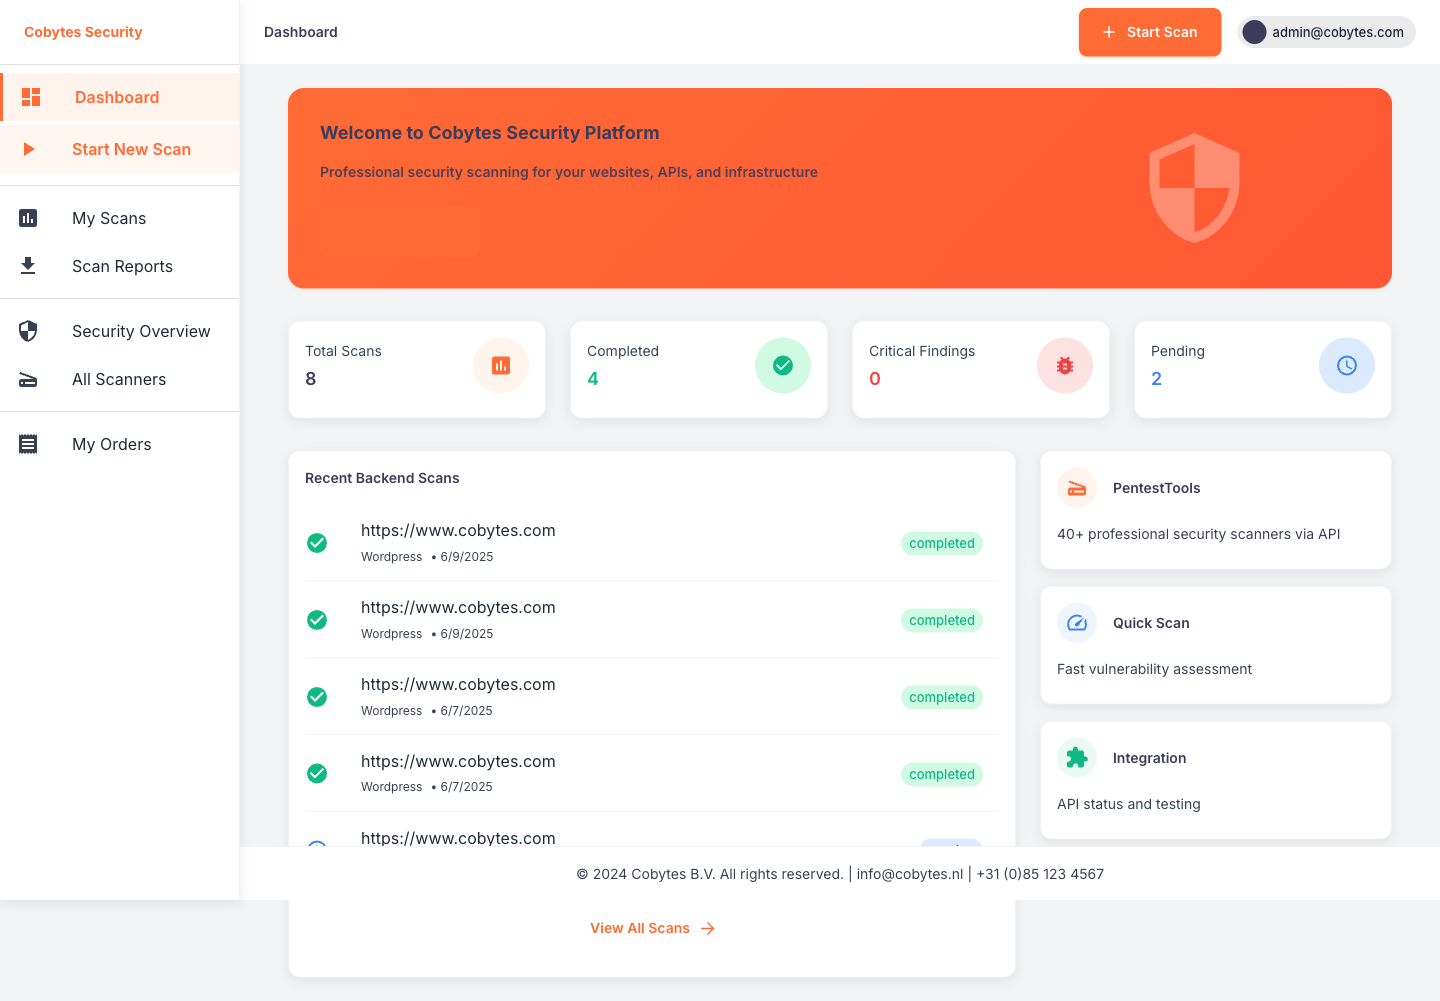 Cobytes Security
Dashboard
Start Scan
admin@cobytes.com
Dashboard
Start New Scan
My Scans
Scan Reports
Security Overview
All Scanners
My Orders
Welcome to Cobytes Security Platform
Professional security scanning for your websites, APIs, and infrastructure
Total Scans
8
Completed
4
Critical Findings
0
Pending
2
Recent Backend Scans
https://www.cobytes.com
Wordpress • 6/9/2025
completed
https://www.cobytes.com
Wordpress • 6/9/2025
completed
https://www.cobytes.com
Wordpress • 6/7/2025
completed
https://www.cobytes.com
Wordpress • 6/7/2025
completed
https://www.cobytes.com
View All Scans
PentestTools
40+ professional security scanners via API
Quick Scan
Fast vulnerability assessment
Integration
API status and testing
© 2024 Cobytes B.V. All rights reserved. | info@cobytes.nl | +31 (0)85 123 4567